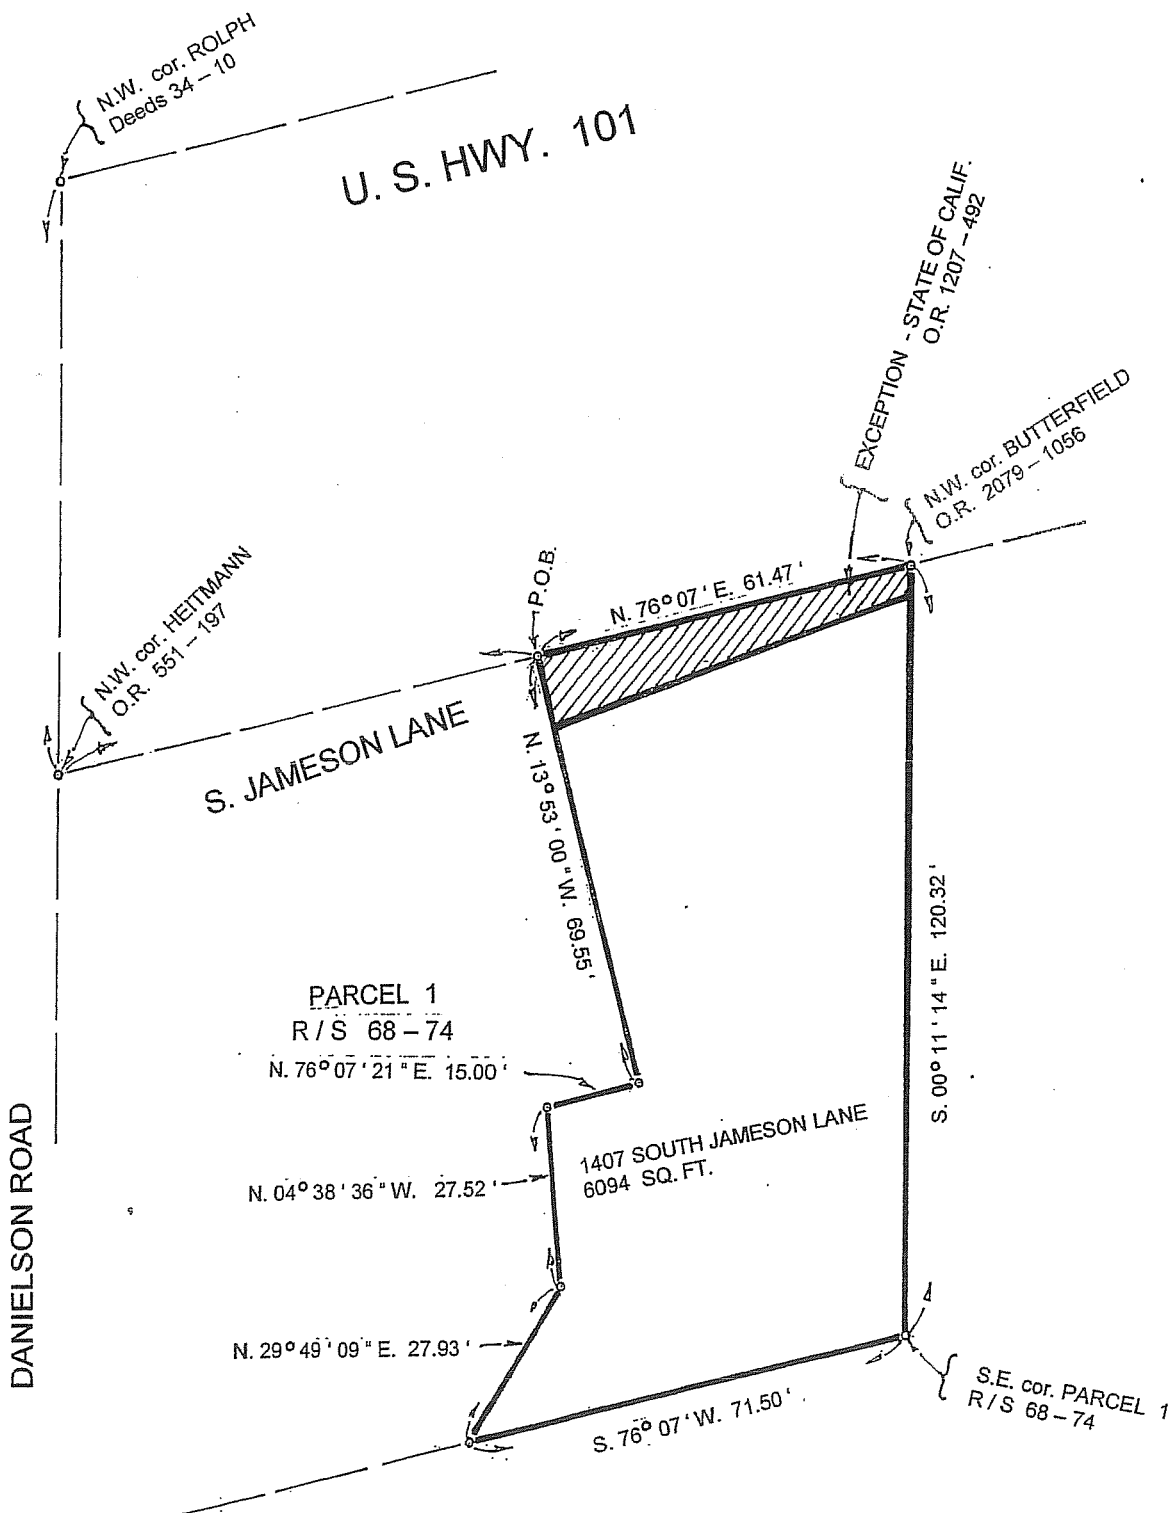 N.W. cor. ROLPH
Deeds 34 – 10
U. S. HWY. 101
EXCEPTION - STATE OF CALIF.
O.R. 1207 – 492
N.W. cor. BUTTERFIELD
O.R. 2079 – 1056
N.W. cor. HEITMANN
O.R. 551 – 197
P.O.B.
N. 76° 07 ' E. 61.47 '
S. JAMESON LANE
N. 13° 53 ' 00 " W. 69.55 '
S. 00° 11 ' 14 " E. 120.32 '
PARCEL 1
R / S 68 – 74
N. 76° 07 ' 21 " E. 15.00 '
1407 SOUTH JAMESON LANE
6094 SQ. FT.
N. 04° 38 ' 36 " W. 27.52 '
DANIELSON ROAD
N. 29° 49 ' 09 " E. 27.93 '
S. 76° 07 ' W. 71.50 '
S.E. cor. PARCEL 1
R / S 68 – 74